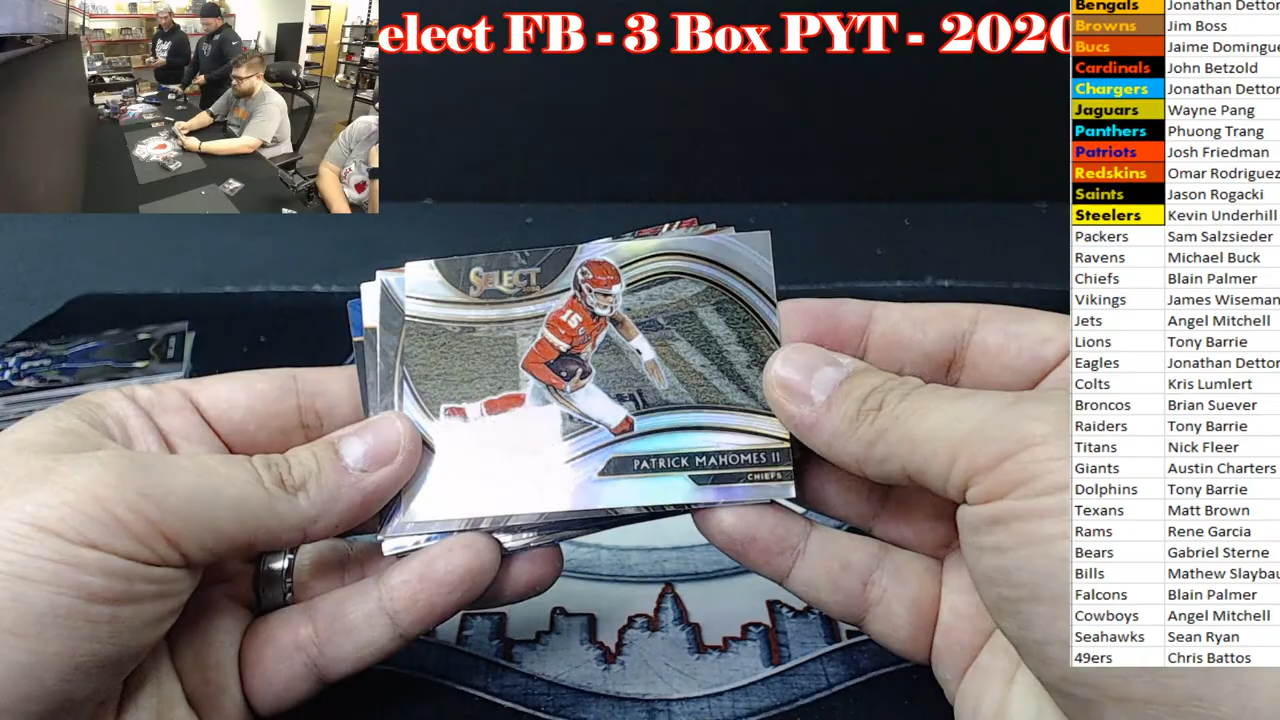 elect FB - 3 Box PYT - 2020
SELECT
2020
15
PATRICK MAHOMES II
CHIEFS
Bengals Jonathan Dettor
Browns Jim Boss
Bucs Jaime Domingue
Cardinals John Betzold
Chargers Jonathan Dettor
Jaguars Wayne Pang
Panthers Phuong Trang
Patriots Josh Friedman
Redskins Omar Rodriguez
Saints Jason Rogacki
Steelers Kevin Underhill
Packers Sam Salzsieder
Ravens Michael Buck
Chiefs Blain Palmer
Vikings James Wiseman
Jets Angel Mitchell
Lions Tony Barrie
Eagles Jonathan Dettor
Colts Kris Lumlert
Broncos Brian Suever
Raiders Tony Barrie
Titans Nick Fleer
Giants Austin Charters
Dolphins Tony Barrie
Texans Matt Brown
Rams Rene Garcia
Bears Gabriel Sterne
Bills Mathew Slaybau
Falcons Blain Palmer
Cowboys Angel Mitchell
Seahawks Sean Ryan
49ers Chris Battos